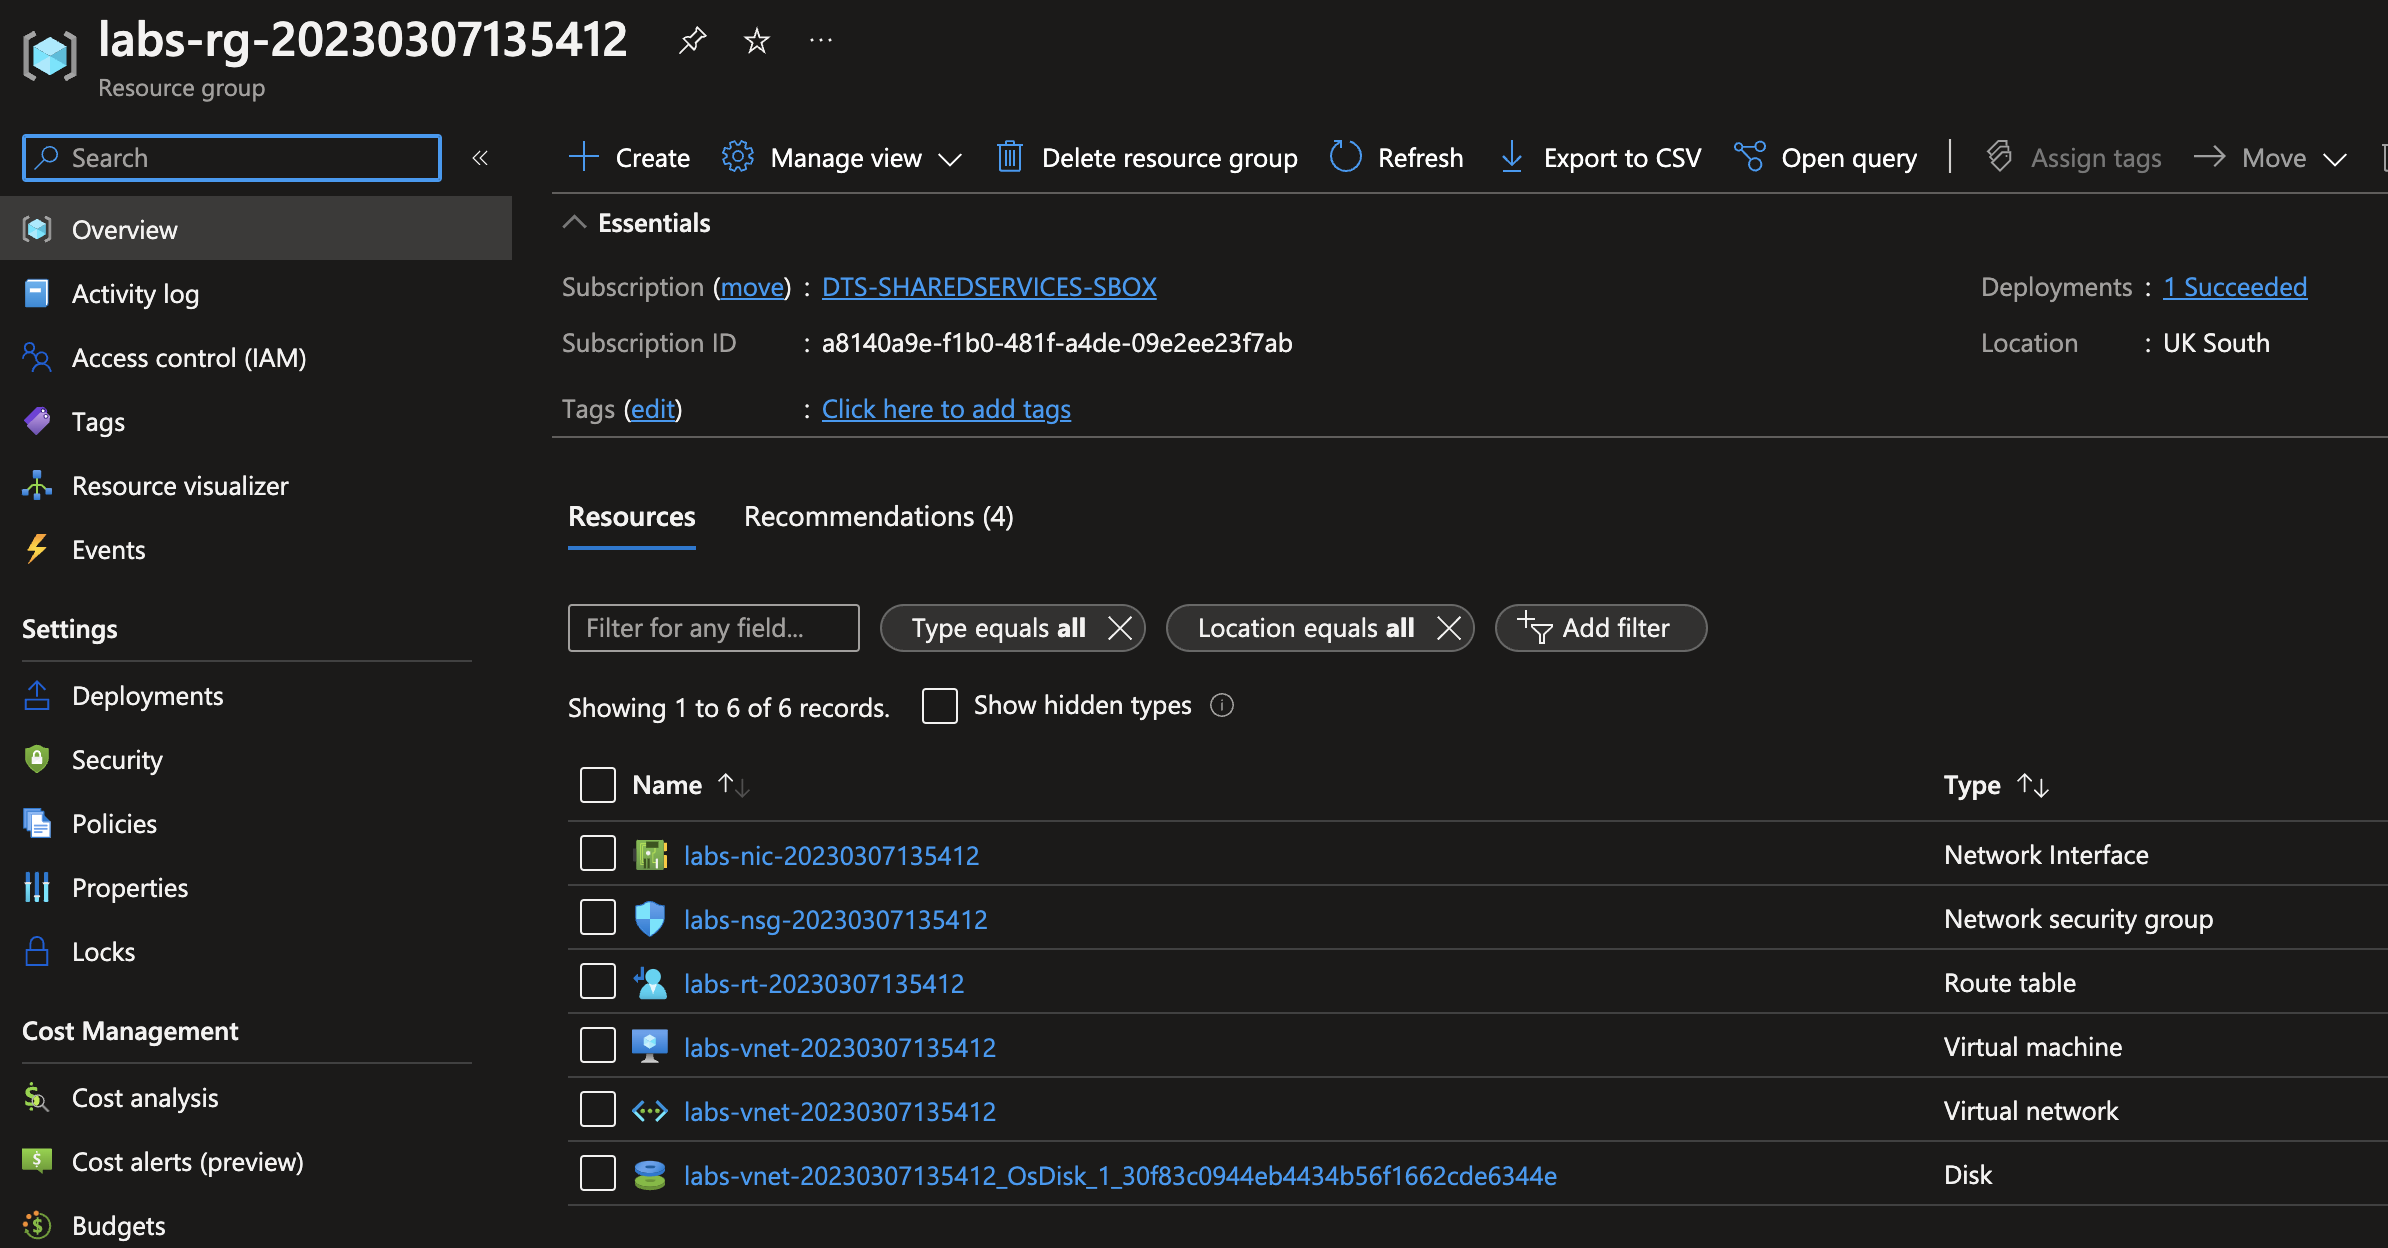 labs-rg-20230307135412
Resource group
Search
Overview
Activity log
Access control (IAM)
Tags
Resource visualizer
Events
Settings
Deployments
Security
Policies
Properties
Locks
Cost Management
Cost analysis
Cost alerts (preview)
Budgets
Create Manage view Delete resource group Refresh Export to CSV Open query Assign tags Move
Essentials
Subscription (move) : DTS-SHAREDSERVICES-SBOX Deployments : 1 Succeeded
Subscription ID : a8140a9e-f1b0-481f-a4de-09e2ee23f7ab Location : UK South
Tags (edit) : Click here to add tags
Resources Recommendations (4)
Filter for any field... Type equals all Location equals all Add filter
Showing 1 to 6 of 6 records. Show hidden types
Name Type
labs-nic-20230307135412 Network Interface
labs-nsg-20230307135412 Network security group
labs-rt-20230307135412 Route table
labs-vnet-20230307135412 Virtual machine
labs-vnet-20230307135412 Virtual network
labs-vnet-20230307135412_OsDisk_1_30f83c0944eb4434b56f1662cde6344e Disk